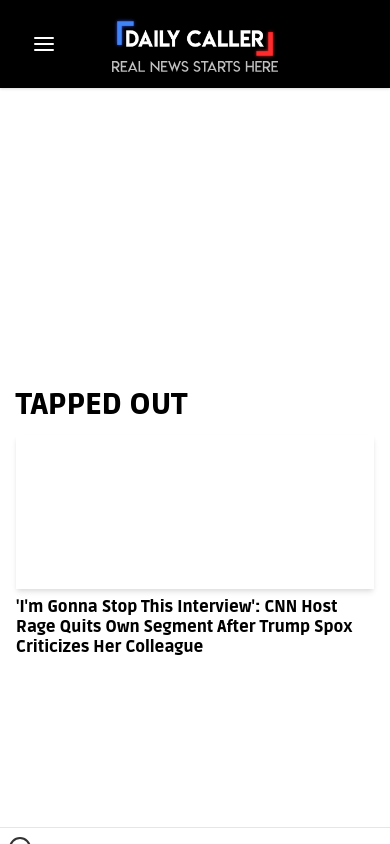 DAILY CALLER
REAL NEWS STARTS HERE
TAPPED OUT
'I'm Gonna Stop This Interview': CNN Host
Rage Quits Own Segment After Trump Spox
Criticizes Her Colleague